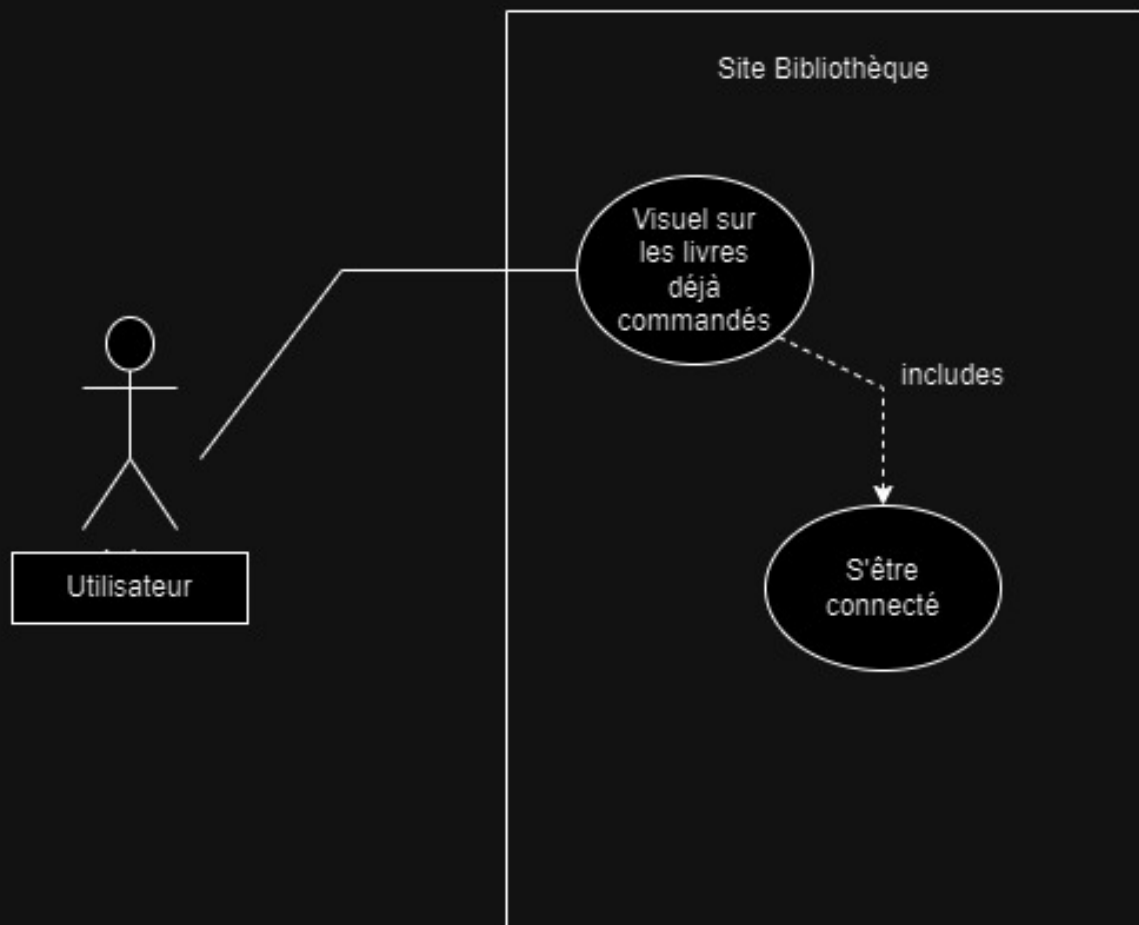 Site Bibliothèque
Visuel sur
les livres
déjà
commandés
includes
S'être
connecté
Utilisateur